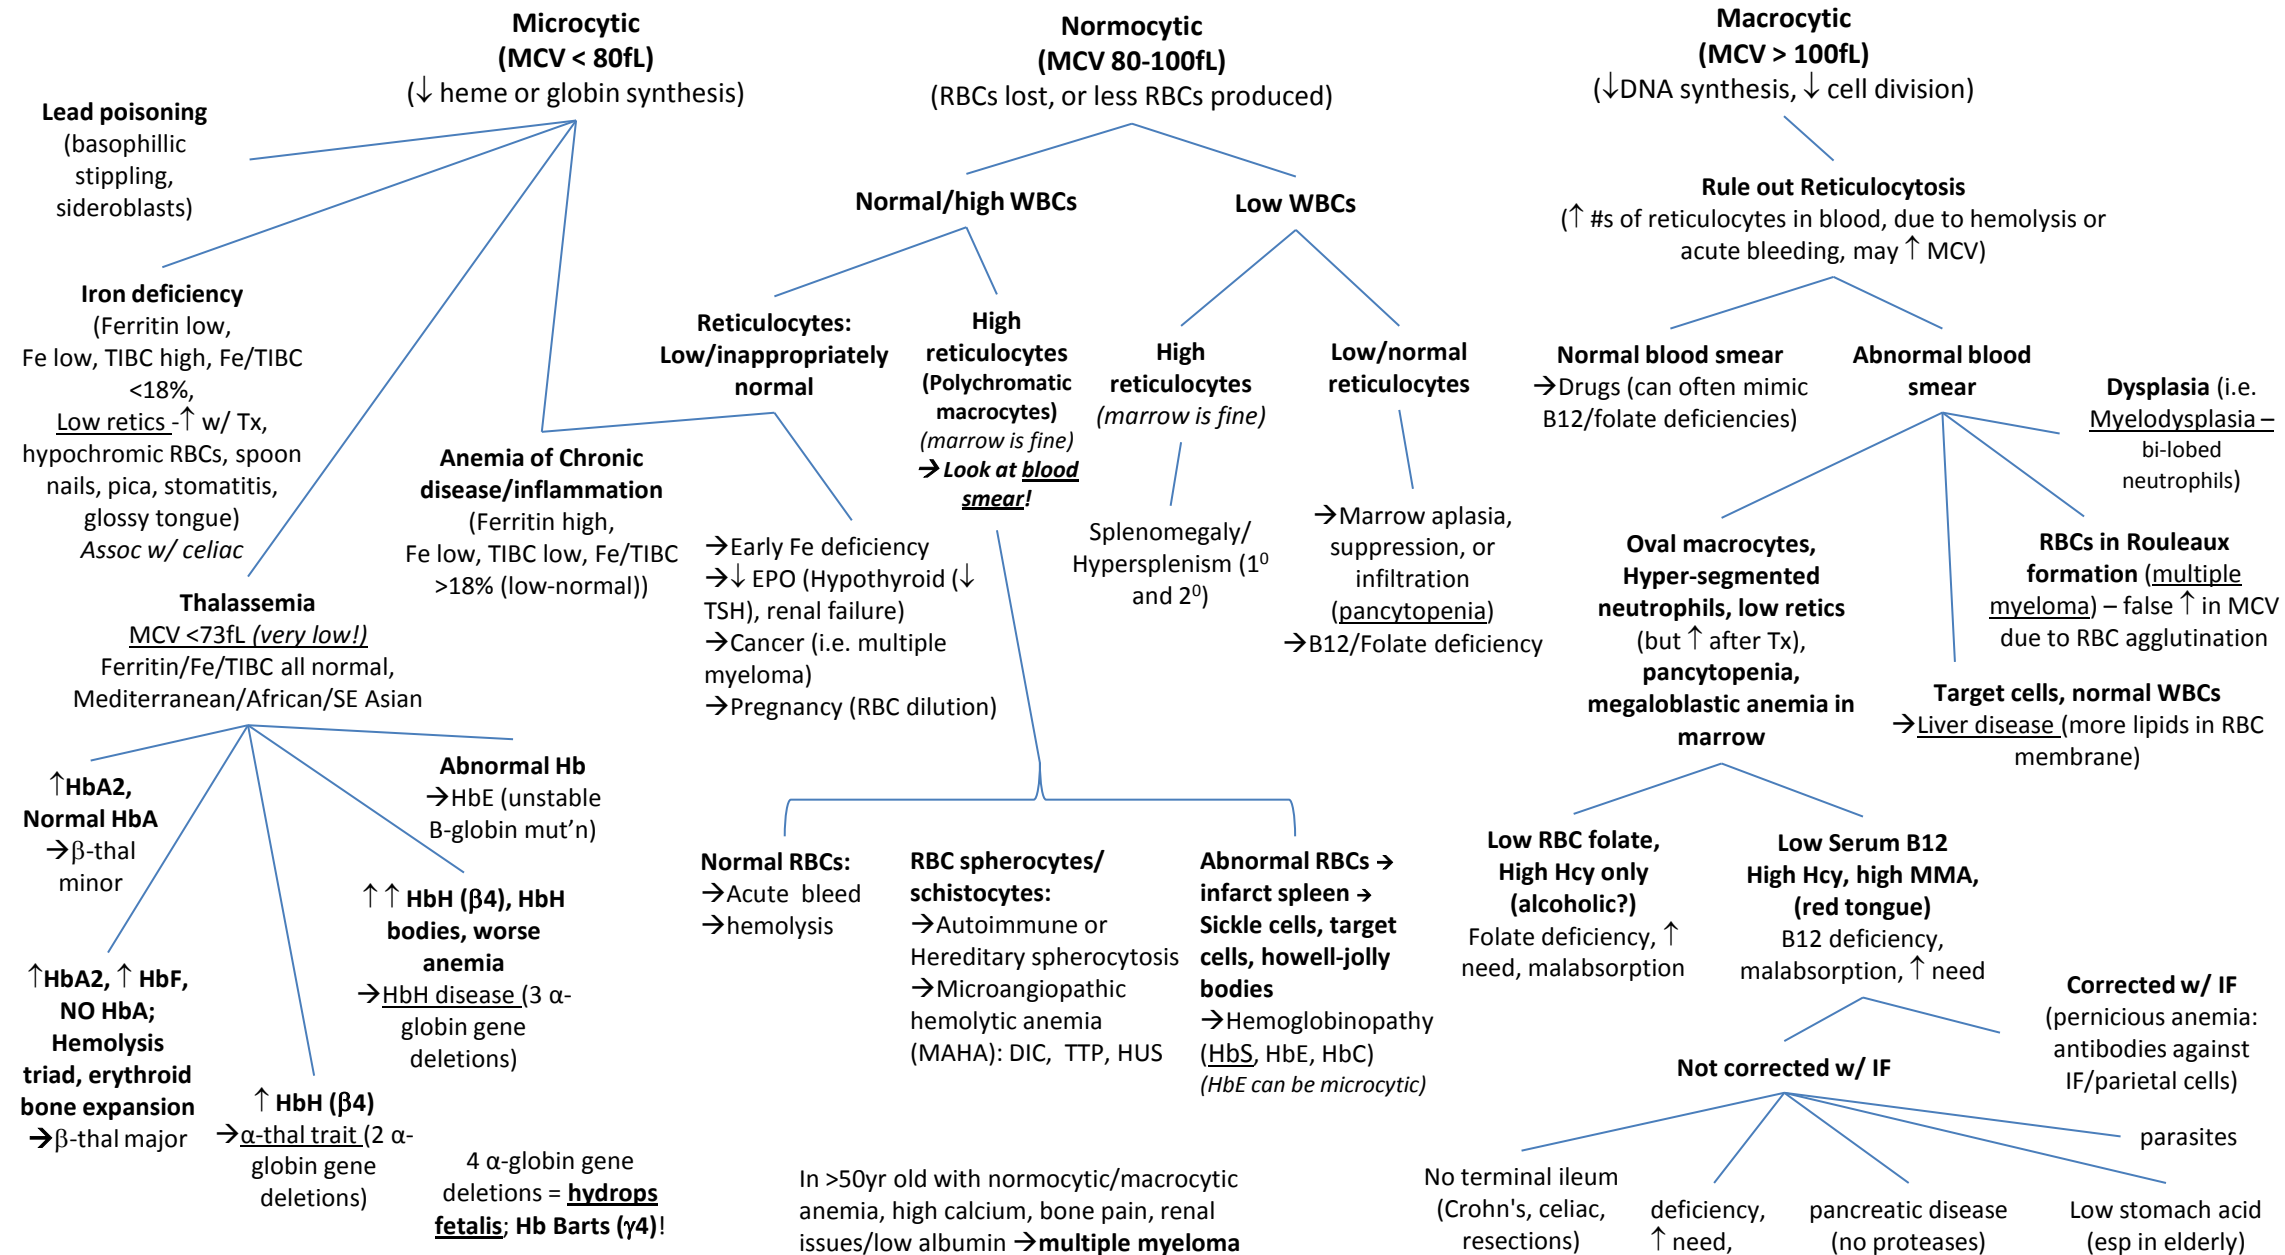 Microcytic
(MCV < 80fL)
(↓ heme or globin synthesis)
Lead poisoning
(basophillic
stippling,
sideroblasts)
Iron deficiency
(Ferritin low,
Fe low, TIBC high, Fe/TIBC
<18%,
Low retics -↑ w/ Tx,
hypochromic RBCs, spoon
nails, pica, stomatitis,
glossy tongue)
Assoc w/ celiac
Anemia of Chronic
disease/inflammation
(Ferritin high,
Fe low, TIBC low, Fe/TIBC
>18% (low-normal))
Thalassemia
MCV <73fL (very low!)
Ferritin/Fe/TIBC all normal,
Mediterranean/African/SE Asian
↑HbA2,
Normal HbA
→β-thal
minor
↑HbA2, ↑ HbF,
NO HbA;
Hemolysis
triad, erythroid
bone expansion
→β-thal major
↑ HbH (β4)
→α-thal trait (2 α-
globin gene
deletions)
↑↑ HbH (β4), HbH
bodies, worse
anemia
→HbH disease (3 α-
globin gene
deletions)
Abnormal Hb
→HbE (unstable
B-globin mut'n)
4 α-globin gene
deletions = hydrops
fetalis; Hb Barts (γ4)!
Normocytic
(MCV 80-100fL)
(RBCs lost, or less RBCs produced)
Normal/high WBCs
Reticulocytes:
Low/inappropriately
normal
→Early Fe deficiency
→↓ EPO (Hypothyroid (↓
TSH), renal failure)
→Cancer (i.e. multiple
myeloma)
→Pregnancy (RBC dilution)
High
reticulocytes
(Polychromatic
macrocytes)
(marrow is fine)
→Look at blood
smear!
Normal RBCs:
→Acute bleed
→hemolysis
RBC spherocytes/
schistocytes:
→Autoimmune or
Hereditary spherocytosis
→Microangiopathic
hemolytic anemia
(MAHA): DIC, TTP, HUS
Abnormal RBCs →
infarct spleen →
Sickle cells, target
cells, howell-jolly
bodies
→Hemoglobinopathy
(HbS, HbE, HbC)
(HbE can be microcytic)
Low WBCs
High
reticulocytes
(marrow is fine)
Splenomegaly/
Hypersplenism (1⁰
and 2⁰)
Low/normal
reticulocytes
→Marrow aplasia,
suppression, or
infiltration
(pancytopenia)
→B12/Folate deficiency
In >50yr old with normocytic/macrocytic
anemia, high calcium, bone pain, renal
issues/low albumin →multiple myeloma
Macrocytic
(MCV > 100fL)
(↓DNA synthesis, ↓ cell division)
Rule out Reticulocytosis
(↑ #s of reticulocytes in blood, due to hemolysis or
acute bleeding, may ↑ MCV)
Normal blood smear
→Drugs (can often mimic
B12/folate deficiencies)
Abnormal blood
smear
Dysplasia (i.e.
Myelodysplasia –
bi-lobed
neutrophils)
RBCs in Rouleaux
formation (multiple
myeloma) – false ↑ in MCV
due to RBC agglutination
Target cells, normal WBCs
→Liver disease (more lipids in RBC
membrane)
Oval macrocytes,
Hyper-segmented
neutrophils, low retics
(but ↑ after Tx),
pancytopenia,
megaloblastic anemia in
marrow
Low RBC folate,
High Hcy only
(alcoholic?)
Folate deficiency, ↑
need, malabsorption
Low Serum B12
High Hcy, high MMA,
(red tongue)
B12 deficiency,
malabsorption, ↑ need
Corrected w/ IF
(pernicious anemia:
antibodies against
IF/parietal cells)
Not corrected w/ IF
No terminal ileum
(Crohn's, celiac,
resections)
deficiency,
↑ need,
pancreatic disease
(no proteases)
Low stomach acid
(esp in elderly)
parasites